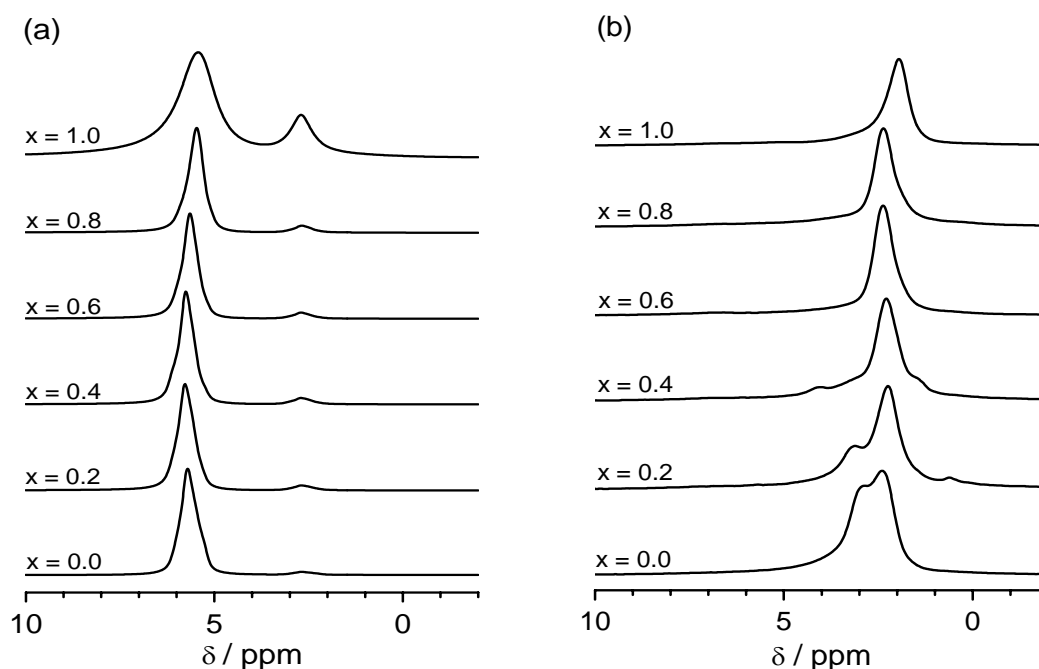 (a)
x = 1.0
x = 0.8
x = 0.6
x = 0.4
x = 0.2
x = 0.0
10 5 0
δ / ppm
(b)
x = 1.0
x = 0.8
x = 0.6
x = 0.4
x = 0.2
x = 0.0
10 5 0
δ / ppm